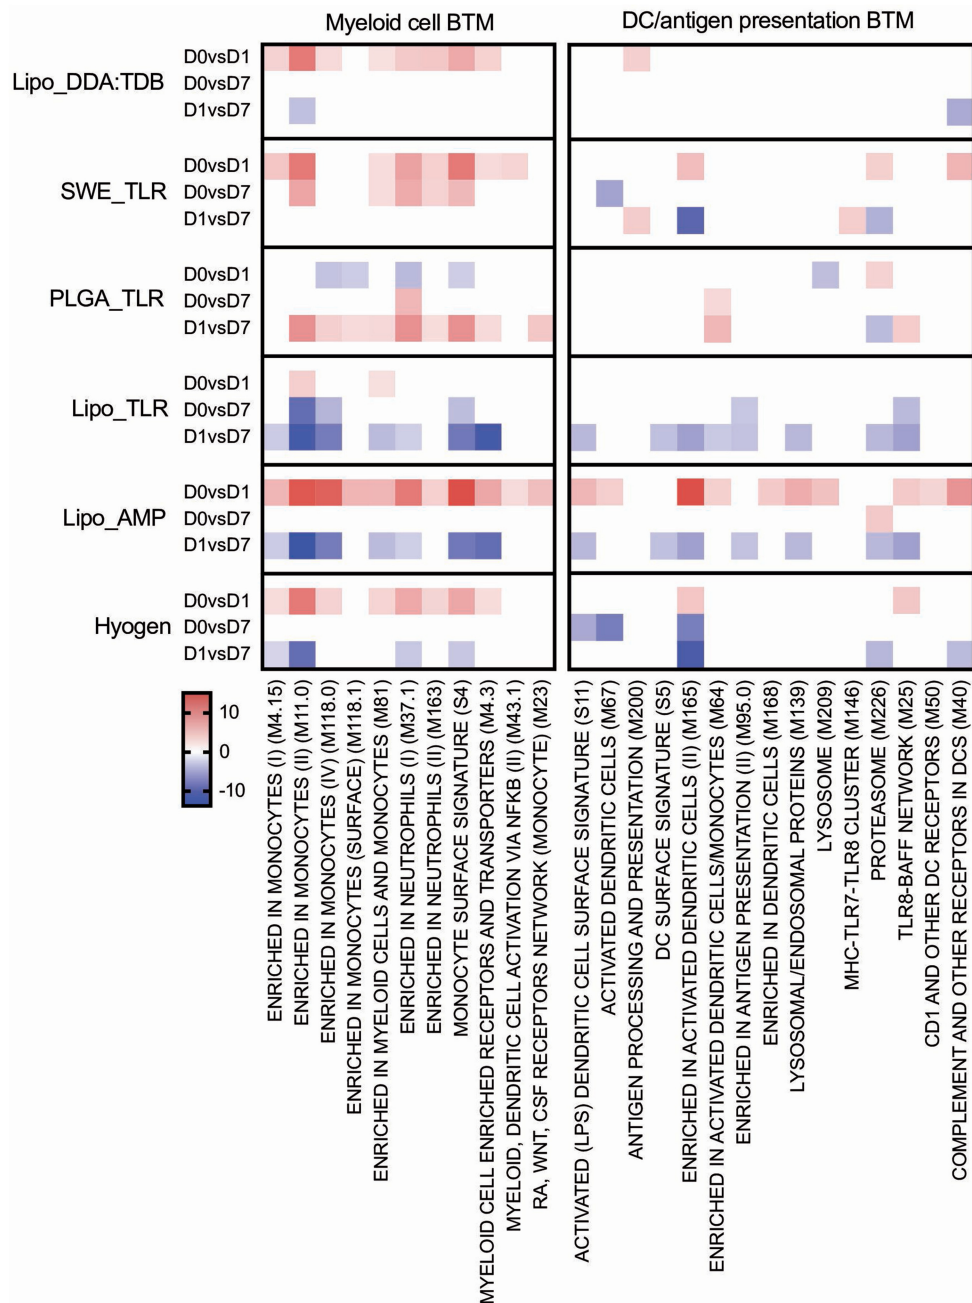 Myeloid cell BTM
DC/antigen presentation BTM
Lipo_DDA:TDB
D0vsD1
D0vsD7
D1vsD7
SWE_TLR
D0vsD1
D0vsD7
D1vsD7
PLGA_TLR
D0vsD1
D0vsD7
D1vsD7
Lipo_TLR
D0vsD1
D0vsD7
D1vsD7
Lipo_AMP
D0vsD1
D0vsD7
D1vsD7
Hyogen
D0vsD1
D0vsD7
D1vsD7
10
0
-10
ENRICHED IN MONOCYTES (I) (M4.15)
ENRICHED IN MONOCYTES (II) (M11.0)
ENRICHED IN MONOCYTES (IV) (M118.0)
ENRICHED IN MONOCYTES (SURFACE) (M118.1)
ENRICHED IN MYELOID CELLS AND MONOCYTES (M81)
ENRICHED IN NEUTROPHILS (I) (M37.1)
ENRICHED IN NEUTROPHILS (II) (M163)
MONOCYTE SURFACE SIGNATURE (S4)
MYELOID CELL ENRICHED RECEPTORS AND TRANSPORTERS (M4.3)
MYELOID, DENDRITIC CELL ACTIVATION VIA NFKB (II) (M43.1)
RA, WNT, CSF RECEPTORS NETWORK (MONOCYTE) (M23)
ACTIVATED (LPS) DENDRITIC CELL SURFACE SIGNATURE (S11)
ACTIVATED DENDRITIC CELLS (M67)
ANTIGEN PROCESSING AND PRESENTATION (M200)
DC SURFACE SIGNATURE (S5)
ENRICHED IN ACTIVATED DENDRITIC CELLS (II) (M165)
ENRICHED IN ACTIVATED DENDRITIC CELLS/MONOCYTES (M64)
ENRICHED IN ANTIGEN PRESENTATION (II) (M95.0)
ENRICHED IN DENDRITIC CELLS (M168)
LYSOSOMAL/ENDOSOMAL PROTEINS (M139)
LYSOSOME (M209)
MHC-TLR7-TLR8 CLUSTER (M146)
PROTEASOME (M226)
TLR8-BAFF NETWORK (M25)
CD1 AND OTHER DC RECEPTORS (M50)
COMPLEMENT AND OTHER RECEPTORS IN DCS (M40)